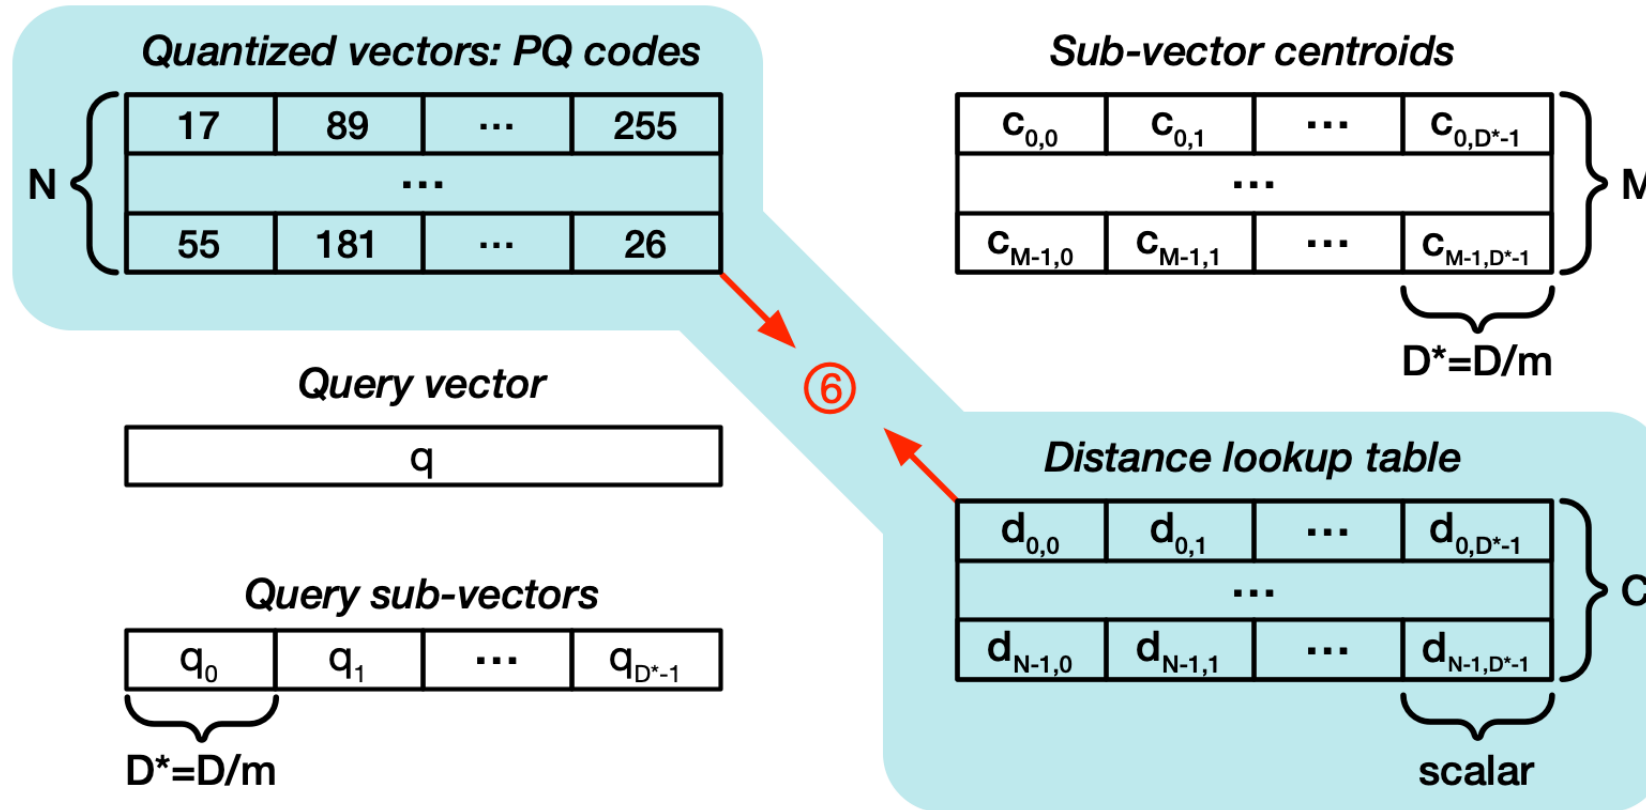 Quantized vectors: PQ codes
N
17 89 ... 255
...
55 181 ... 26
Sub-vector centroids
c0,0 c0,1 ... c0,D*-1
...
cM-1,0 cM-1,1 ... cM-1,D*-1
M
D*=D/m
6
Query vector
q
Query sub-vectors
q0 q1 ... qD*-1
D*=D/m
Distance lookup table
d0,0 d0,1 ... d0,D*-1
...
dN-1,0 dN-1,1 ... dN-1,D*-1
C
scalar